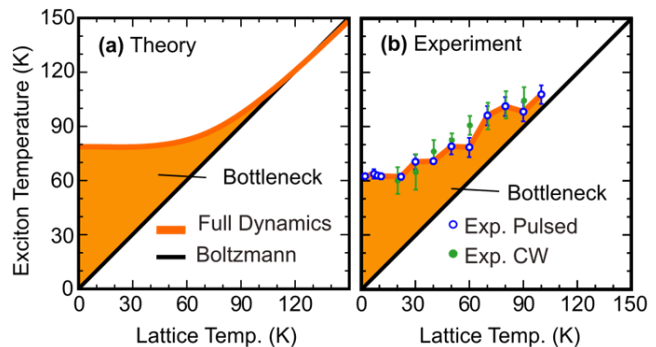 (a) Theory
Exciton Temperature (K)
150
120
90
60
30
0
Bottleneck
Full Dynamics
Boltzmann
0 30 60 90 120
Lattice Temp. (K)
(b) Experiment
Bottleneck
Exp. Pulsed
Exp. CW
0 30 60 90 120 150
Lattice Temp. (K)